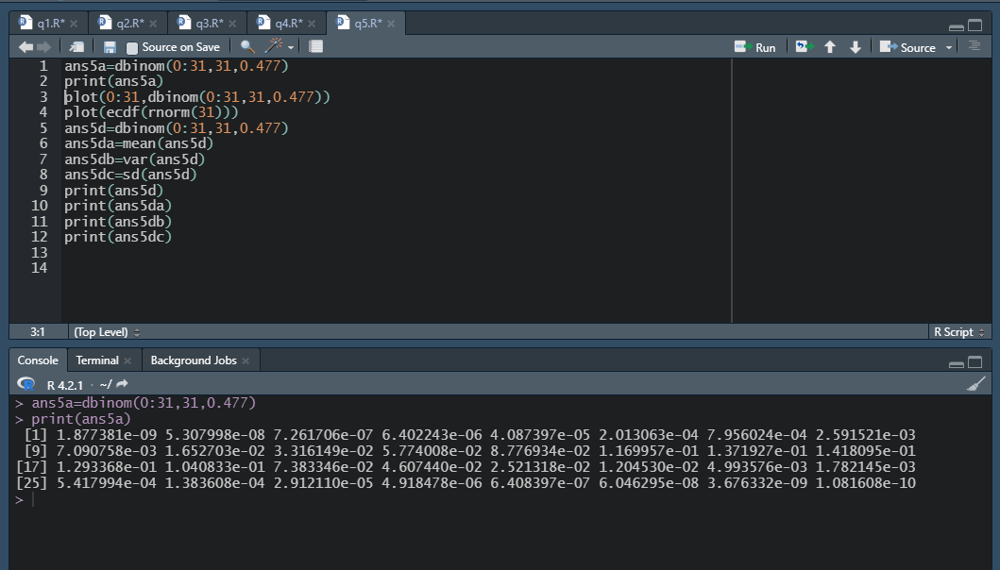 q1.R* × q2.R* × q3.R* × q4.R* × q5.R* ×
Source on Save Run Source
1 ans5a=dbinom(0:31,31,0.477)
2 print(ans5a)
3 plot(0:31,dbinom(0:31,31,0.477))
4 plot(ecdf(rnorm(31)))
5 ans5d=dbinom(0:31,31,0.477)
6 ans5da=mean(ans5d)
7 ans5db=var(ans5d)
8 ans5dc=sd(ans5d)
9 print(ans5d)
10 print(ans5da)
11 print(ans5db)
12 print(ans5dc)
13
14
3:1 (Top Level) R Script
Console Terminal × Background Jobs ×
R R 4.2.1 · ~/
> ans5a=dbinom(0:31,31,0.477)
> print(ans5a)
[1] 1.877381e-09 5.307998e-08 7.261706e-07 6.402243e-06 4.087397e-05 2.013063e-04 7.956024e-04 2.591521e-03
[9] 7.090758e-03 1.652703e-02 3.316149e-02 5.774008e-02 8.776934e-02 1.169957e-01 1.371927e-01 1.418095e-01
[17] 1.293368e-01 1.040833e-01 7.383346e-02 4.607440e-02 2.521318e-02 1.204530e-02 4.993576e-03 1.782145e-03
[25] 5.417994e-04 1.383608e-04 2.912110e-05 4.918478e-06 6.408397e-07 6.046295e-08 3.676332e-09 1.081608e-10
>